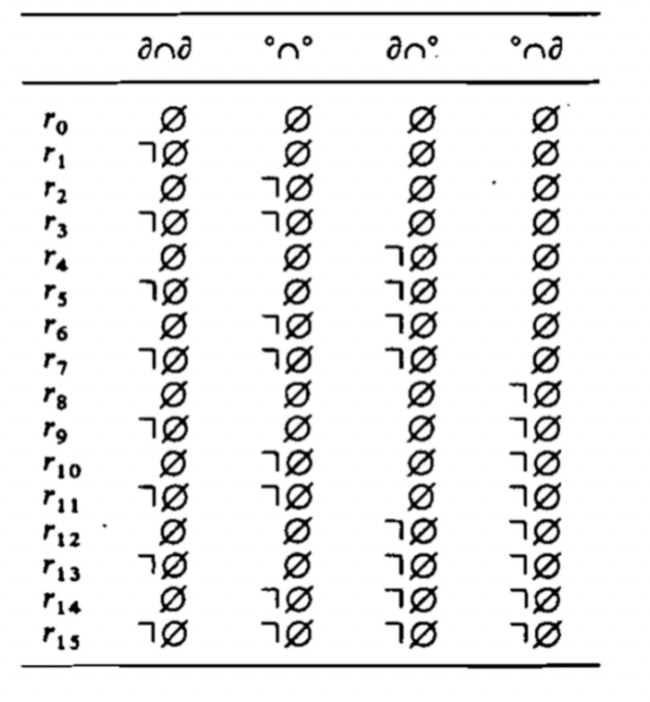 ∂∩∂ °∩° ∂∩° °∩∂
r₀ ∅ ∅ ∅ ∅
r₁ ¬∅ ∅ ∅ ∅
r₂ ∅ ¬∅ ∅ ∅
r₃ ¬∅ ¬∅ ∅ ∅
r₄ ∅ ∅ ¬∅ ∅
r₅ ¬∅ ∅ ¬∅ ∅
r₆ ∅ ¬∅ ¬∅ ∅
r₇ ¬∅ ¬∅ ¬∅ ∅
r₈ ∅ ∅ ∅ ¬∅
r₉ ¬∅ ∅ ∅ ¬∅
r₁₀ ∅ ¬∅ ∅ ¬∅
r₁₁ ¬∅ ¬∅ ∅ ¬∅
r₁₂ ∅ ∅ ¬∅ ¬∅
r₁₃ ¬∅ ∅ ¬∅ ¬∅
r₁₄ ∅ ¬∅ ¬∅ ¬∅
r₁₅ ¬∅ ¬∅ ¬∅ ¬∅